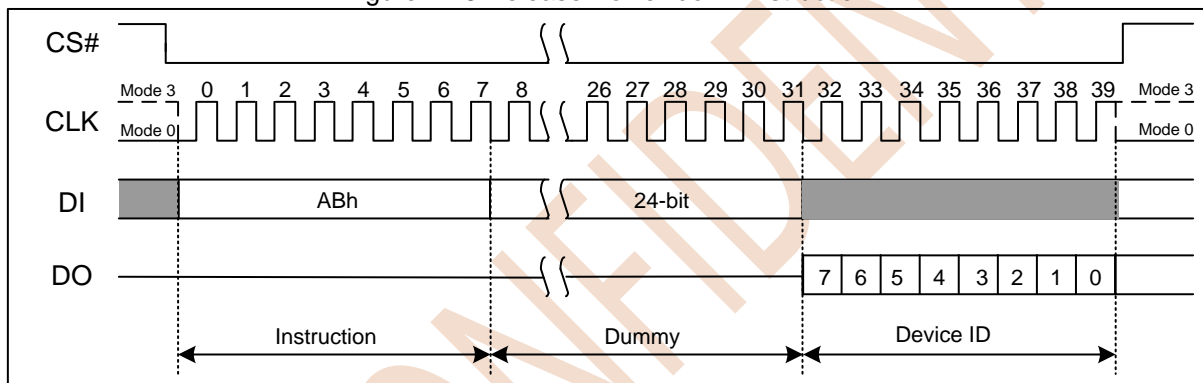 CS#
Mode 3 0 1 2 3 4 5 6 7 8 26 27 28 29 30 31 32 33 34 35 36 37 38 39 Mode 3
CLK
Mode 0 Mode 0
DI ABh 24-bit
DO 7 6 5 4 3 2 1 0
Instruction Dummy Device ID